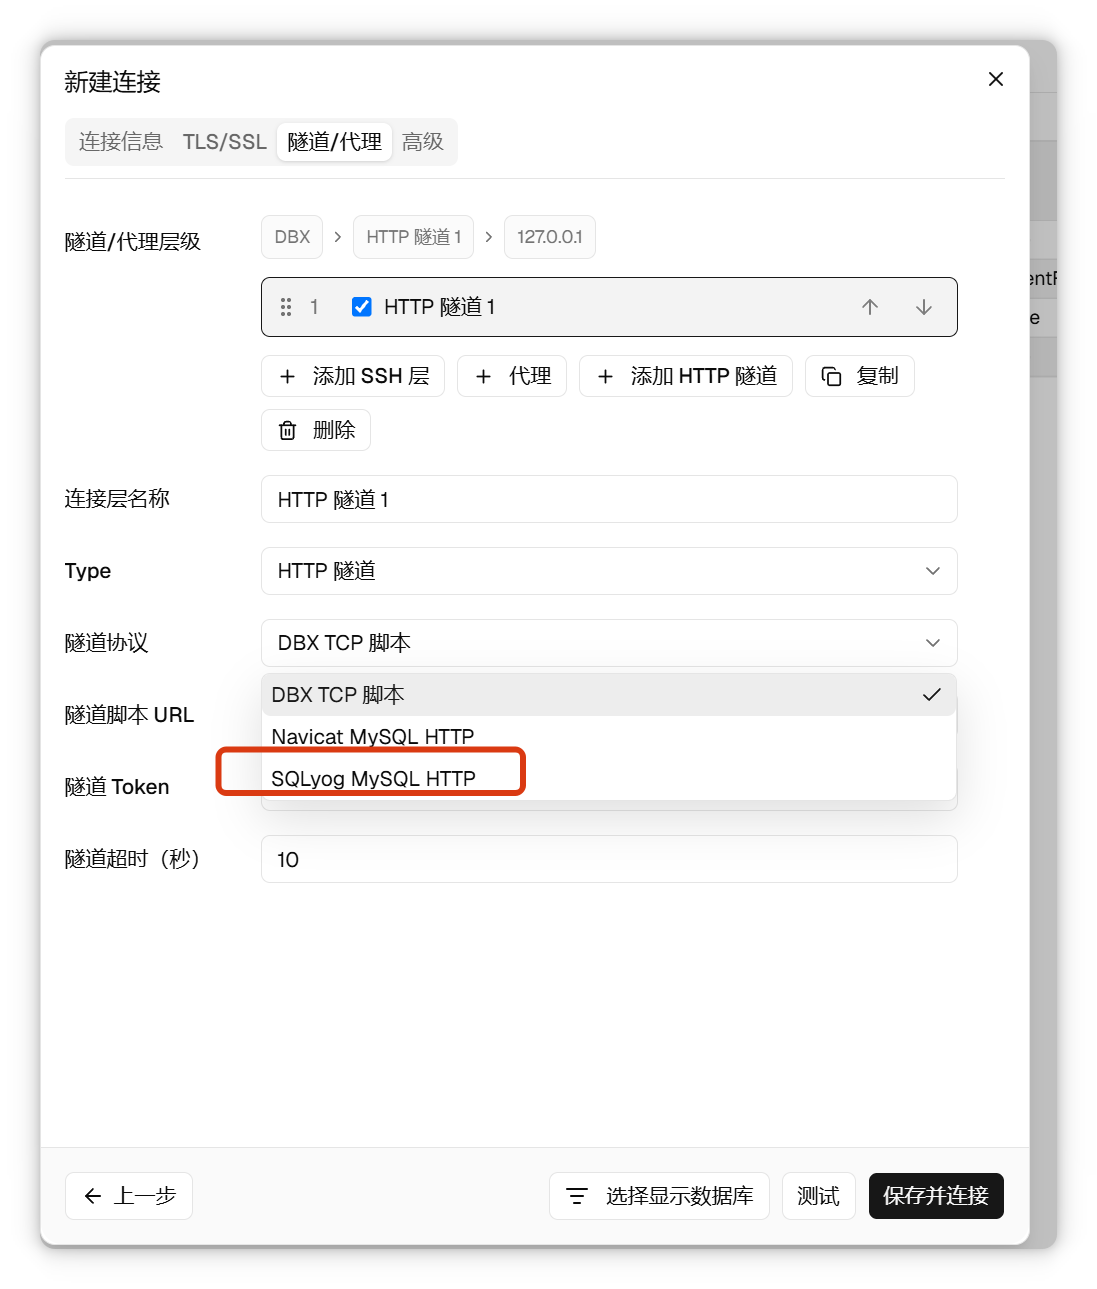 新建连接
连接信息 TLS/SSL 隧道/代理 高级
隧道/代理层级
DBX
HTTP 隧道 1
127.0.0.1
1 HTTP 隧道 1
添加 SSH 层
代理
添加 HTTP 隧道
复制
删除
连接层名称
HTTP 隧道 1
Type
HTTP 隧道
隧道协议
DBX TCP 脚本
DBX TCP 脚本
隧道脚本 URL
Navicat MySQL HTTP
隧道 Token
SQLyog MySQL HTTP
隧道超时（秒）
10
上一步
选择显示数据库
测试
保存并连接